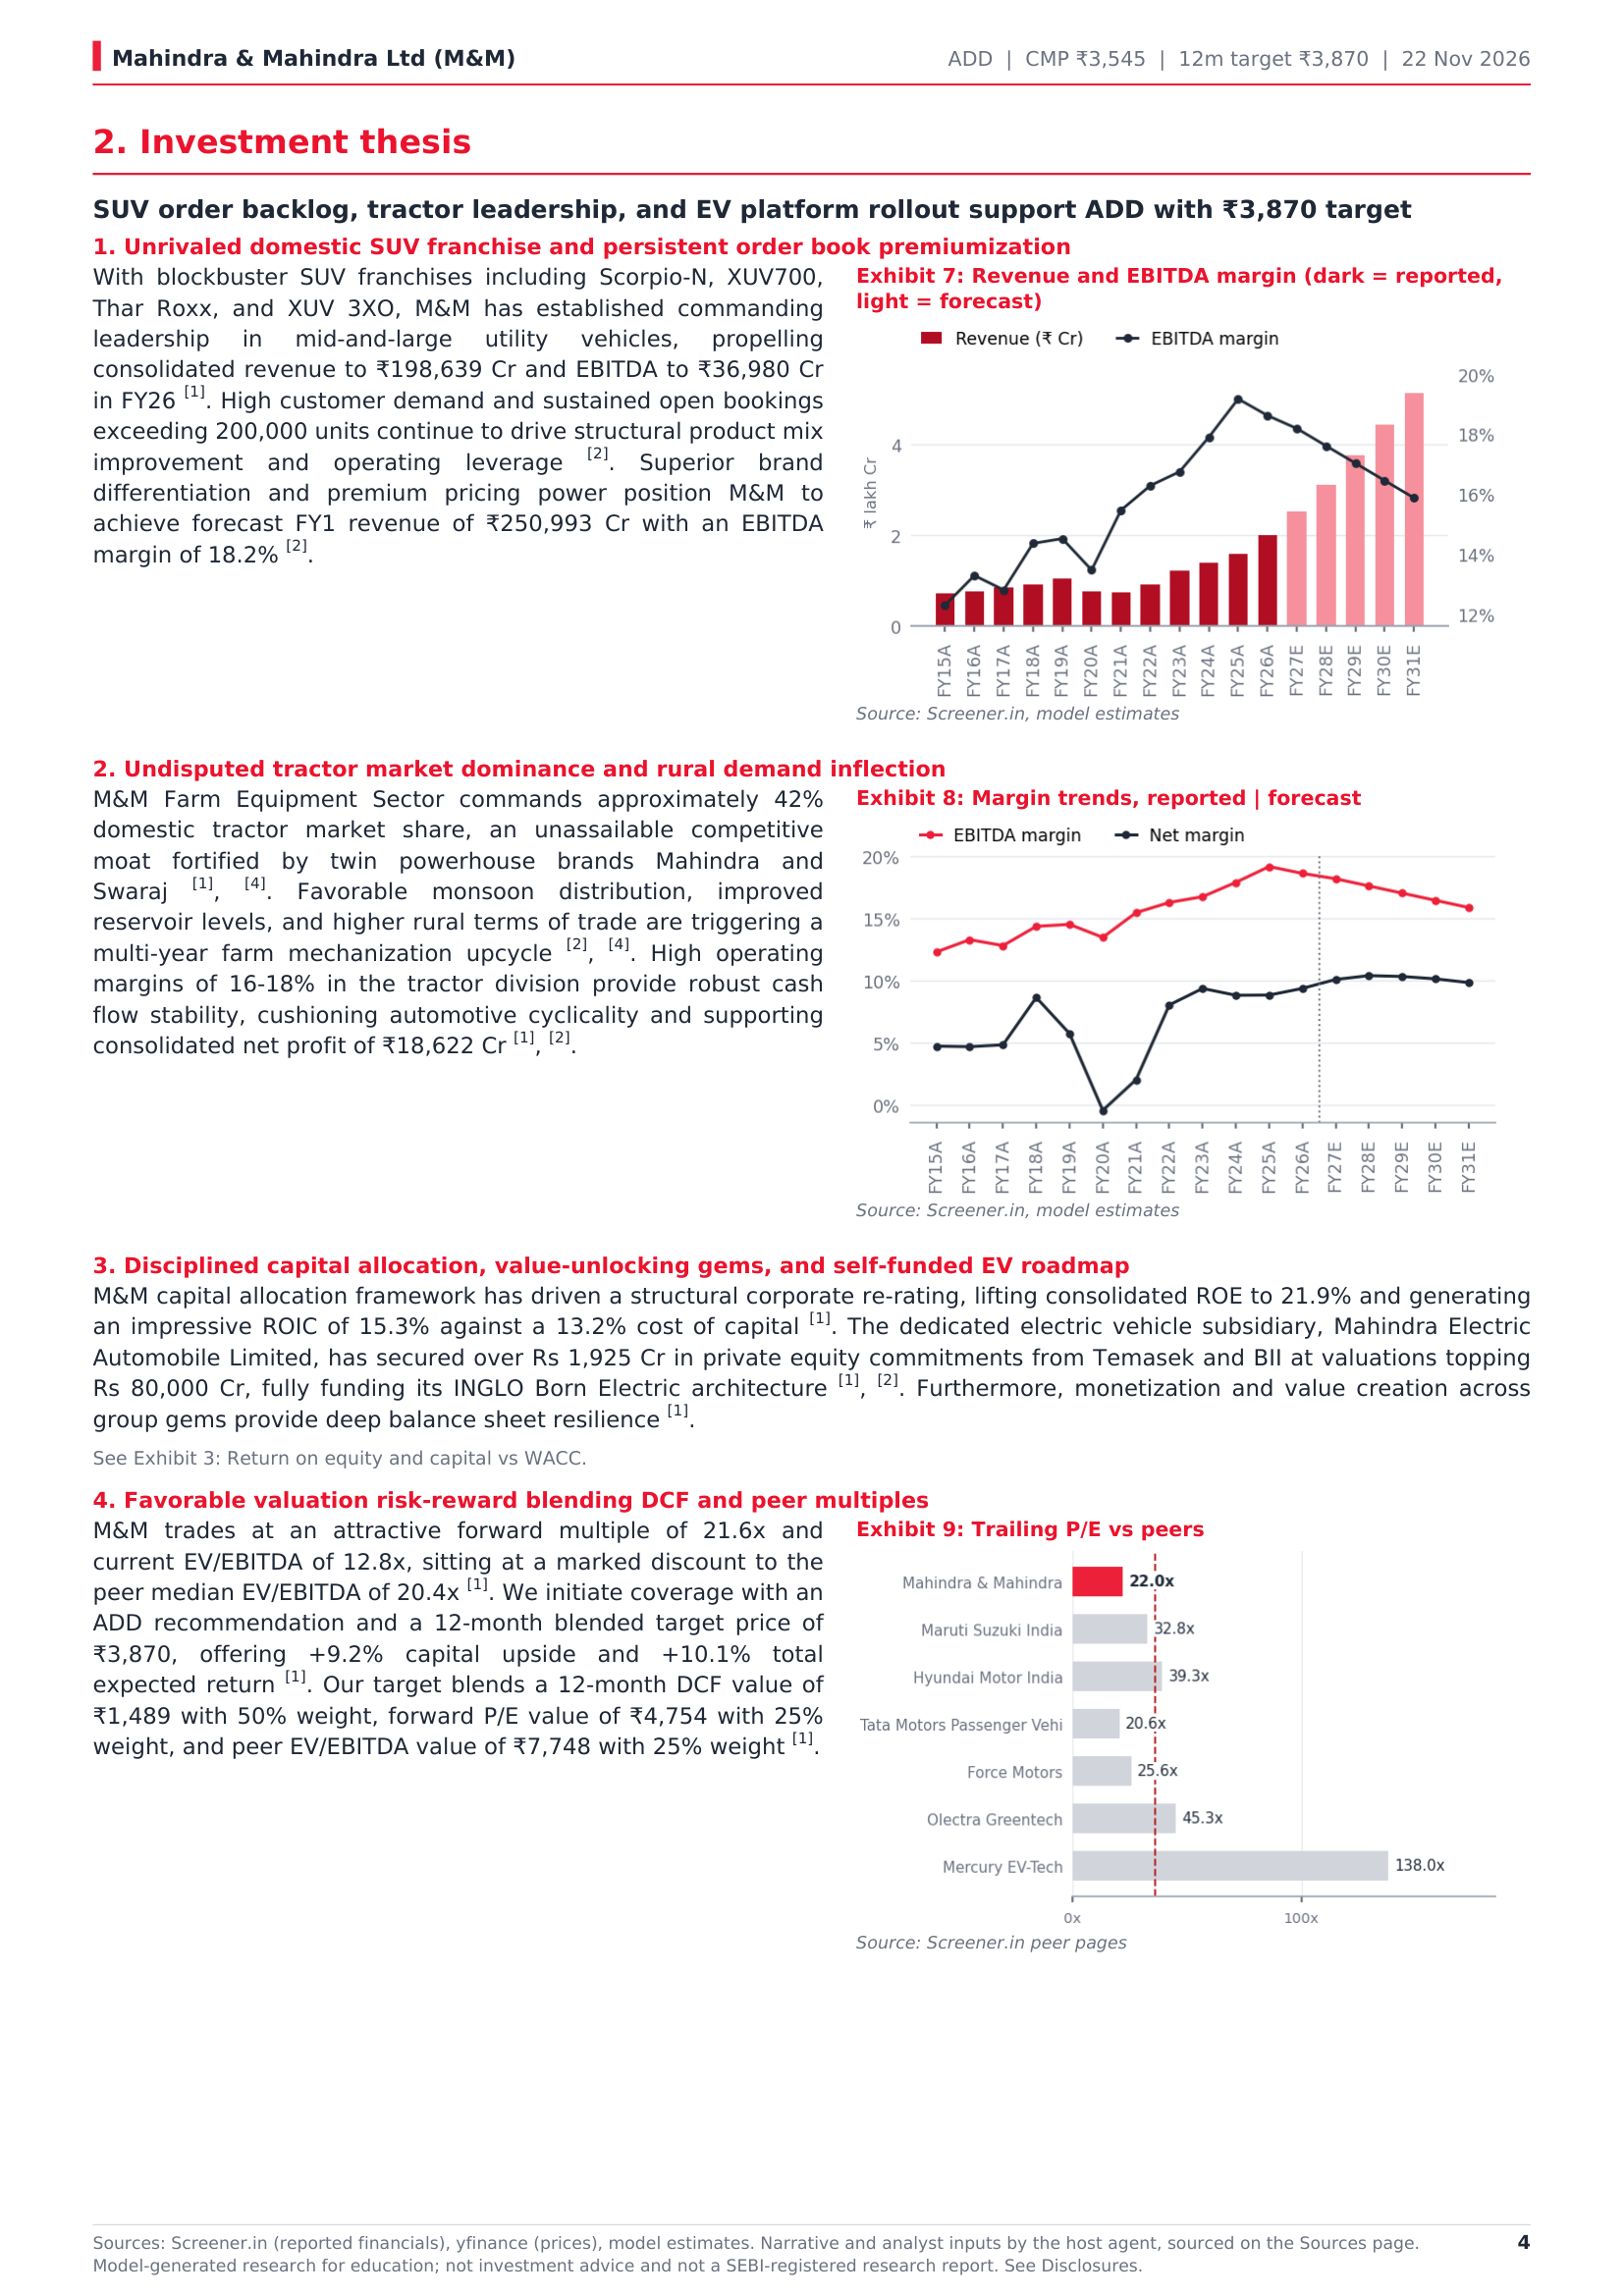 Mahindra & Mahindra Ltd (M&M)
ADD | CMP ₹3,545 | 12m target ₹3,870 | 22 Nov 2026
2. Investment thesis
SUV order backlog, tractor leadership, and EV platform rollout support ADD with ₹3,870 target
1. Unrivaled domestic SUV franchise and persistent order book premiumization
With blockbuster SUV franchises including Scorpio-N, XUV700,
Thar Roxx, and XUV 3XO, M&M has established commanding
leadership in mid-and-large utility vehicles, propelling
consolidated revenue to ₹198,639 Cr and EBITDA to ₹36,980 Cr
in FY26 [1]. High customer demand and sustained open bookings
exceeding 200,000 units continue to drive structural product mix
improvement and operating leverage [2]. Superior brand
differentiation and premium pricing power position M&M to
achieve forecast FY1 revenue of ₹250,993 Cr with an EBITDA
margin of 18.2% [2].
Exhibit 7: Revenue and EBITDA margin (dark = reported,
light = forecast)
Revenue (₹ Cr) EBITDA margin
₹ lakh Cr
4
2
0
20%
18%
16%
14%
12%
FY15A FY16A FY17A FY18A FY19A FY20A FY21A FY22A FY23A FY24A FY25A FY26A FY27E FY28E FY29E FY30E FY31E
Source: Screener.in, model estimates
2. Undisputed tractor market dominance and rural demand inflection
M&M Farm Equipment Sector commands approximately 42%
domestic tractor market share, an unassailable competitive
moat fortified by twin powerhouse brands Mahindra and
Swaraj [1], [4]. Favorable monsoon distribution, improved
reservoir levels, and higher rural terms of trade are triggering a
multi-year farm mechanization upcycle [2], [4]. High operating
margins of 16-18% in the tractor division provide robust cash
flow stability, cushioning automotive cyclicality and supporting
consolidated net profit of ₹18,622 Cr [1], [2].
Exhibit 8: Margin trends, reported | forecast
EBITDA margin Net margin
20%
15%
10%
5%
0%
FY15A FY16A FY17A FY18A FY19A FY20A FY21A FY22A FY23A FY24A FY25A FY26A FY27E FY28E FY29E FY30E FY31E
Source: Screener.in, model estimates
3. Disciplined capital allocation, value-unlocking gems, and self-funded EV roadmap
M&M capital allocation framework has driven a structural corporate re-rating, lifting consolidated ROE to 21.9% and generating
an impressive ROIC of 15.3% against a 13.2% cost of capital [1]. The dedicated electric vehicle subsidiary, Mahindra Electric
Automobile Limited, has secured over Rs 1,925 Cr in private equity commitments from Temasek and BII at valuations topping
Rs 80,000 Cr, fully funding its INGLO Born Electric architecture [1], [2]. Furthermore, monetization and value creation across
group gems provide deep balance sheet resilience [1].
See Exhibit 3: Return on equity and capital vs WACC.
4. Favorable valuation risk-reward blending DCF and peer multiples
M&M trades at an attractive forward multiple of 21.6x and
current EV/EBITDA of 12.8x, sitting at a marked discount to the
peer median EV/EBITDA of 20.4x [1]. We initiate coverage with an
ADD recommendation and a 12-month blended target price of
₹3,870, offering +9.2% capital upside and +10.1% total
expected return [1]. Our target blends a 12-month DCF value of
₹1,489 with 50% weight, forward P/E value of ₹4,754 with 25%
weight, and peer EV/EBITDA value of ₹7,748 with 25% weight [1].
Exhibit 9: Trailing P/E vs peers
Mahindra & Mahindra 22.0x
Maruti Suzuki India 32.8x
Hyundai Motor India 39.3x
Tata Motors Passenger Vehi 20.6x
Force Motors 25.6x
Olectra Greentech 45.3x
Mercury EV-Tech 138.0x
0x 100x
Source: Screener.in peer pages
Sources: Screener.in (reported financials), yfinance (prices), model estimates. Narrative and analyst inputs by the host agent, sourced on the Sources page.
Model-generated research for education; not investment advice and not a SEBI-registered research report. See Disclosures.
4